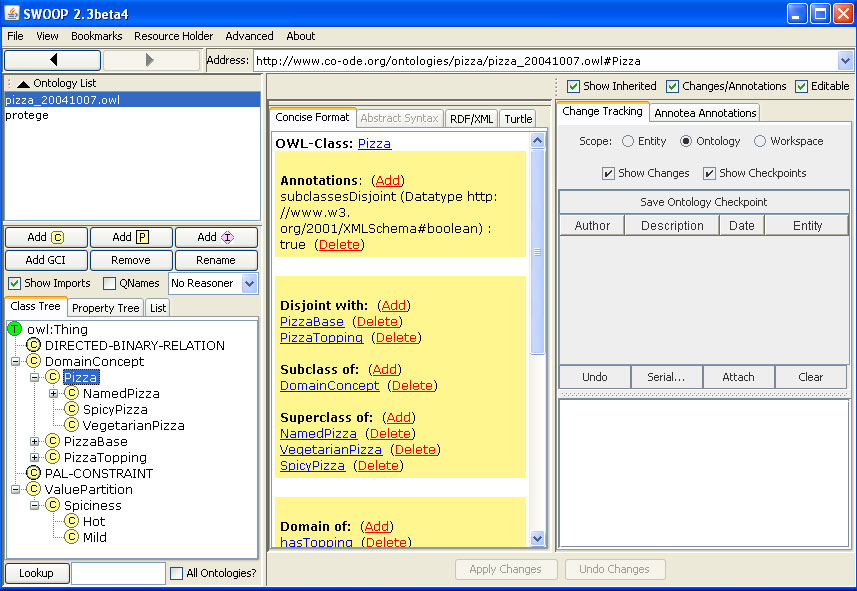 SWOOP 2.3beta4
File View Bookmarks Resource Holder Advanced About
Address: http://www.co-ode.org/ontologies/pizza/pizza_20041007.owl#Pizza
Ontology List
pizza_20041007.owl
protege
Add C Add P Add I
Add GCI Remove Rename
Show Imports QNames No Reasoner
Class Tree Property Tree List
T owl:Thing
C DIRECTED-BINARY-RELATION
C DomainConcept
C Pizza
C NamedPizza
C SpicyPizza
C VegetarianPizza
C PizzaBase
C PizzaTopping
C PAL-CONSTRAINT
C ValuePartition
C Spiciness
C Hot
C Mild
Lookup All Ontologies?
Concise Format Abstract Syntax RDF/XML Turtle
OWL-Class: Pizza
Annotations: (Add)
subclassesDisjoint (Datatype http:
//www.w3.
org/2001/XMLSchema#boolean) :
true (Delete)
Disjoint with: (Add)
PizzaBase (Delete)
PizzaTopping (Delete)
Subclass of: (Add)
DomainConcept (Delete)
Superclass of: (Add)
NamedPizza (Delete)
VegetarianPizza (Delete)
SpicyPizza (Delete)
Domain of: (Add)
hasTopping (Delete)
Show Inherited Changes/Annotations Editable
Change Tracking Annotea Annotations
Scope: Entity Ontology Workspace
Show Changes Show Checkpoints
Save Ontology Checkpoint
Author Description Date Entity
Undo Serial... Attach Clear
Apply Changes Undo Changes